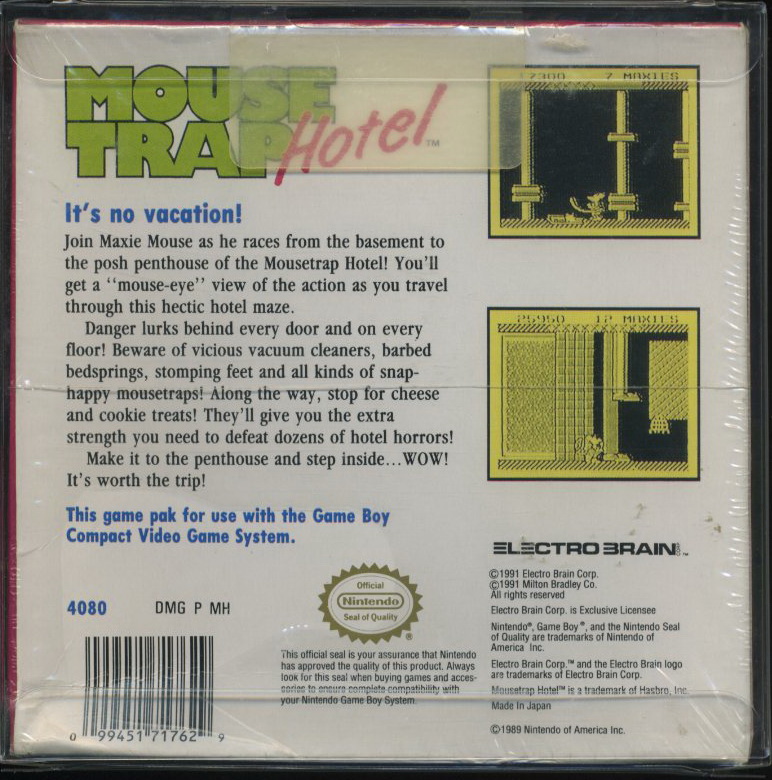 MOUSE
TRAP Hotel™
It's no vacation!
Join Maxie Mouse as he races from the basement to
the posh penthouse of the Mousetrap Hotel! You'll
get a "mouse-eye" view of the action as you travel
through this hectic hotel maze.
Danger lurks behind every door and on every
floor! Beware of vicious vacuum cleaners, barbed
bedsprings, stomping feet and all kinds of snap-
happy mousetraps! Along the way, stop for cheese
and cookie treats! They'll give you the extra
strength you need to defeat dozens of hotel horrors!
Make it to the penthouse and step inside...WOW!
It's worth the trip!
This game pak for use with the Game Boy
Compact Video Game System.
4080 DMG P MH
0 99451 71762 9
Official
Nintendo
Seal of Quality
®
This official seal is your assurance that Nintendo
has approved the quality of this product. Always
look for this seal when buying games and acces-
sories to ensure complete compatibility with
your Nintendo Game Boy System.
17300 7 MAXIES
25950 12 MAXIES
ELECTRO BRAIN CORP™
©1991 Electro Brain Corp.
©1991 Milton Bradley Co.
All rights reserved
Electro Brain Corp. is Exclusive Licensee
Nintendo®, Game Boy®, and the Nintendo Seal
of Quality are trademarks of Nintendo of
America Inc.
Electro Brain Corp.™ and the Electro Brain logo
are trademarks of Electro Brain Corp.
Mousetrap Hotel™ is a trademark of Hasbro, Inc.
Made In Japan
©1989 Nintendo of America Inc.